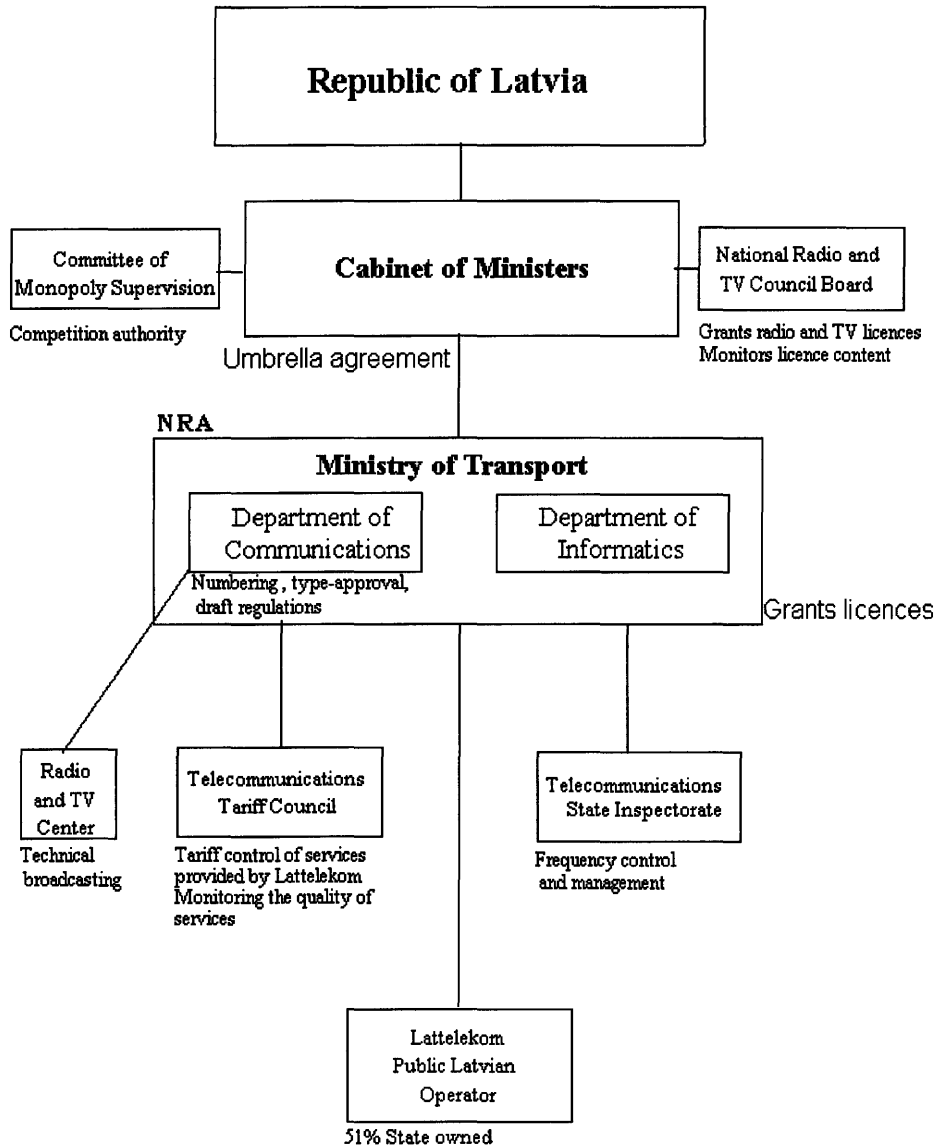 Republic of Latvia
Committee of
Monopoly Supervision
Competition authority
Cabinet of Ministers
National Radio and
TV Council Board
Grants radio and TV licences
Monitors licence content
Umbrella agreement
NRA
Ministry of Transport
Department of
Communications
Numbering , type-approval,
draft regulations
Department of
Informatics
Grants licences
Radio
and TV
Center
Technical
broadcasting
Telecommunications
Tariff Council
Tariff control of services
provided by Lattelekom
Monitoring the quality of
services
Telecommunications
State Inspectorate
Frequency control
and management
Lattelekom
Public Latvian
Operator
51% State owned